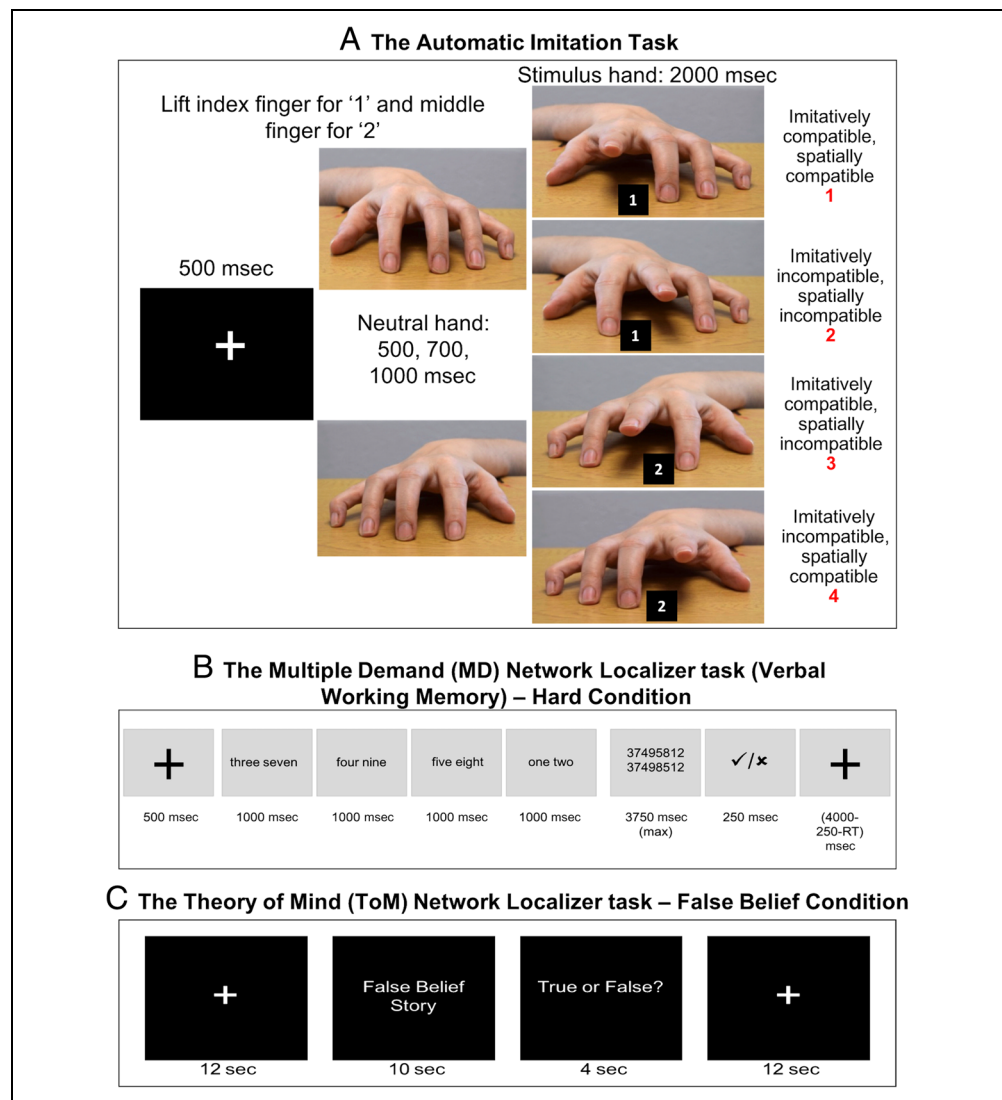 A The Automatic Imitation Task
Stimulus hand: 2000 msec
Lift index finger for '1' and middle
finger for '2'
500 msec
Neutral hand:
500, 700,
1000 msec
1
Imitatively
compatible,
spatially
compatible
1
1
Imitatively
incompatible,
spatially
incompatible
2
2
Imitatively
compatible,
spatially
incompatible
3
2
Imitatively
incompatible,
spatially
compatible
4
B The Multiple Demand (MD) Network Localizer task (Verbal
Working Memory) – Hard Condition
three seven
four nine
five eight
one two
37495812
37498512
✓/✘
500 msec
1000 msec
1000 msec
1000 msec
1000 msec
3750 msec
(max)
250 msec
(4000-
250-RT)
msec
C The Theory of Mind (ToM) Network Localizer task – False Belief Condition
False Belief
Story
True or False?
12 sec
10 sec
4 sec
12 sec